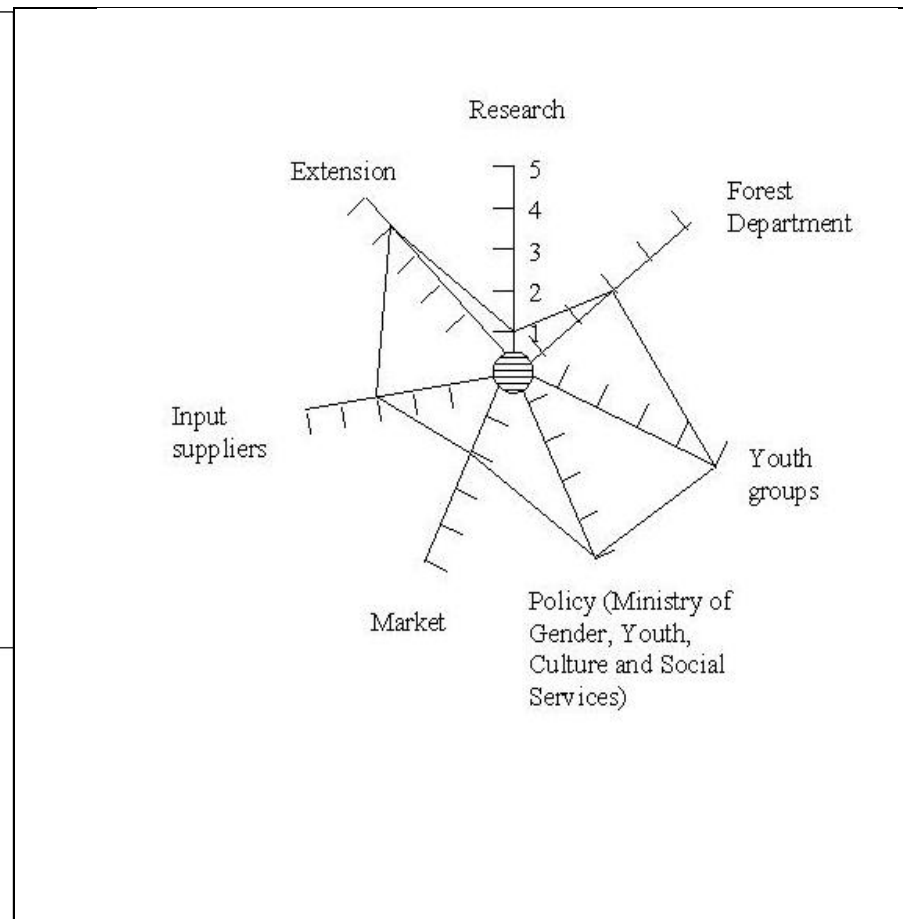 Research
Extension
5
4
3
2
1
Forest
Department
Input
suppliers
Youth
groups
Market
Policy (Ministry of
Gender, Youth,
Culture and Social
Services)